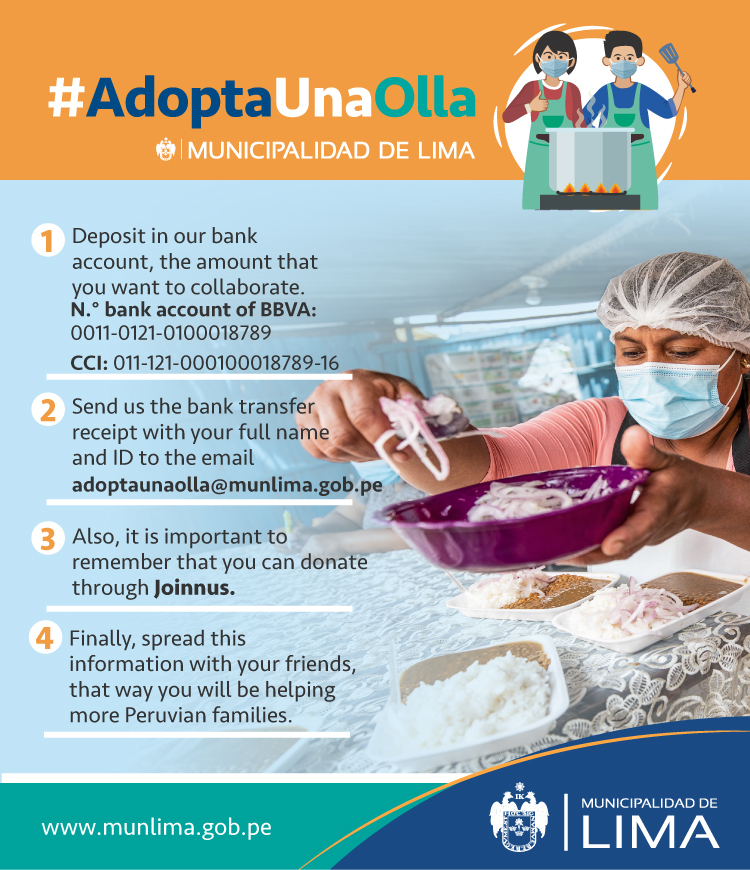 #AdoptaUnaOlla
MUNICIPALIDAD DE LIMA
1
Deposit in our bank
account, the amount that
you want to collaborate.
N.° bank account of BBVA:
0011-0121-0100018789
CCI: 011-121-000100018789-16
2
Send us the bank transfer
receipt with your full name
and ID to the email
adoptaunaolla@munlima.gob.pe
3
Also, it is important to
remember that you can donate
through Joinnus.
4
Finally, spread this
information with your friends,
that way you will be helping
more Peruvian families.
www.munlima.gob.pe
MUNICIPALIDAD DE
LIMA